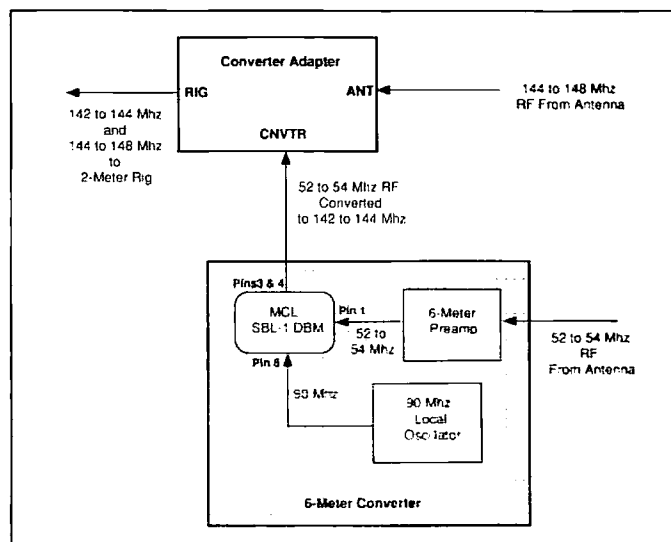 Converter Adapter
RIG
ANT
CNVTR
142 to 144 Mhz
and
144 to 148 Mhz
to
2-Meter Rig
144 to 148 Mhz
RF From Antenna
52 to 54 Mhz RF
Converted
to 142 to 144 Mhz
Pins3 & 4
MCL
SBL-1 DBM
Pin 1
52 to
54 Mhz
6-Meter
Preamp
52 to 54 Mhz
RF
From Antenna
Pin 8
90 Mhz
90 Mhz
Local
Oscillator
6-Meter Converter